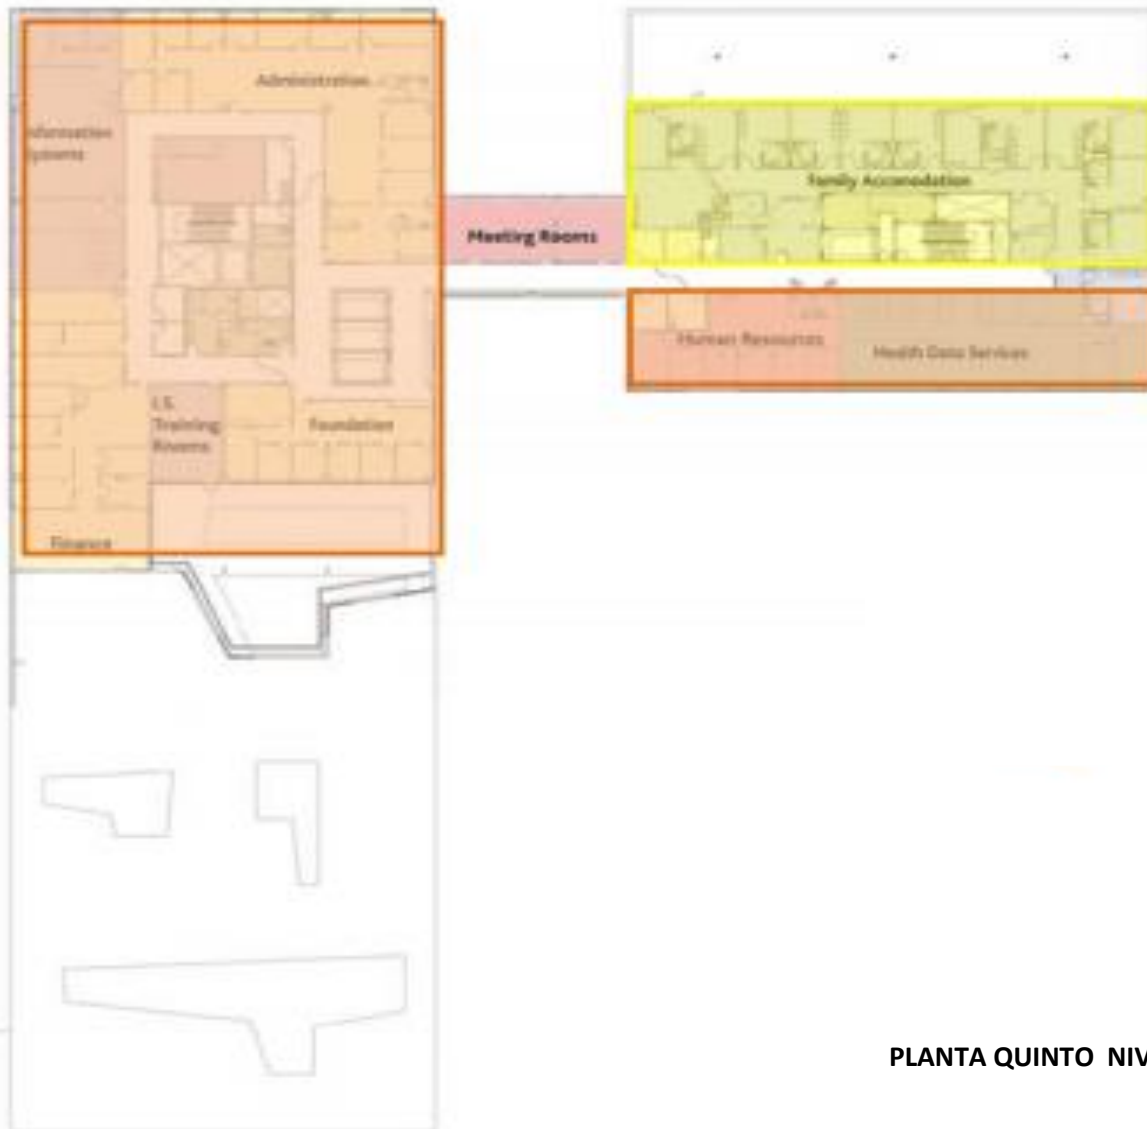 Administration
nformation
ystems
Meeting Rooms
Family Accomodation
Human Resources
Health Data Services
I.S.
Training
Rooms
Foundation
Finance
PLANTA QUINTO NIV